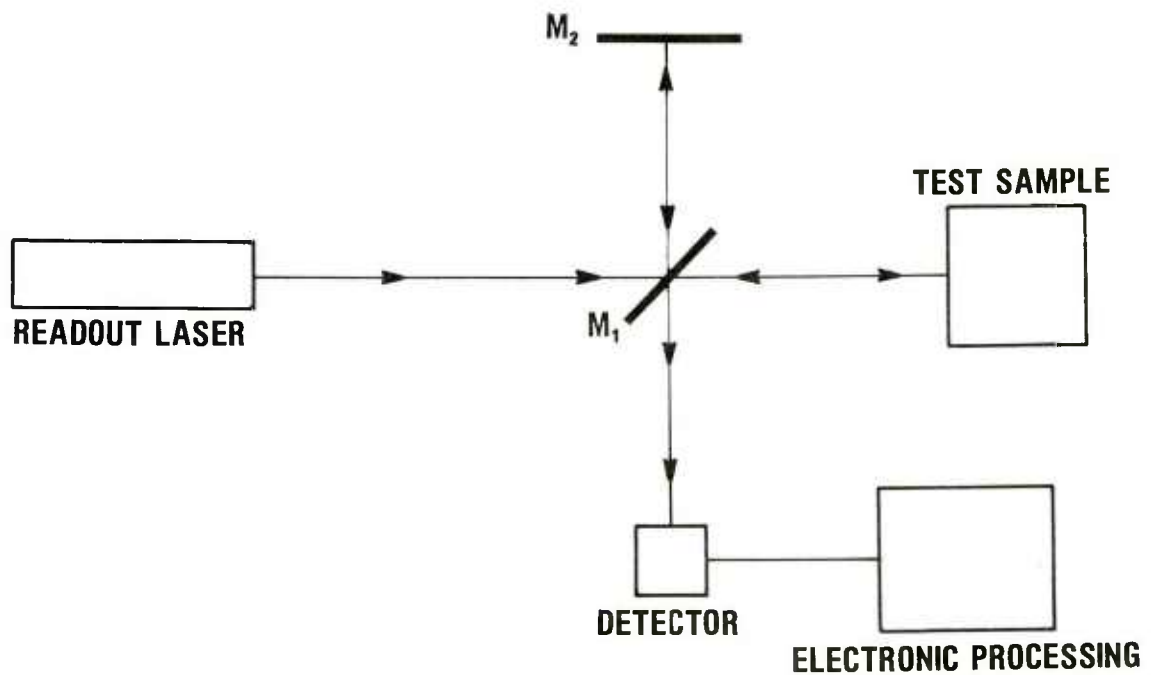 M₂
TEST SAMPLE
READOUT LASER
M₁
DETECTOR
ELECTRONIC PROCESSING